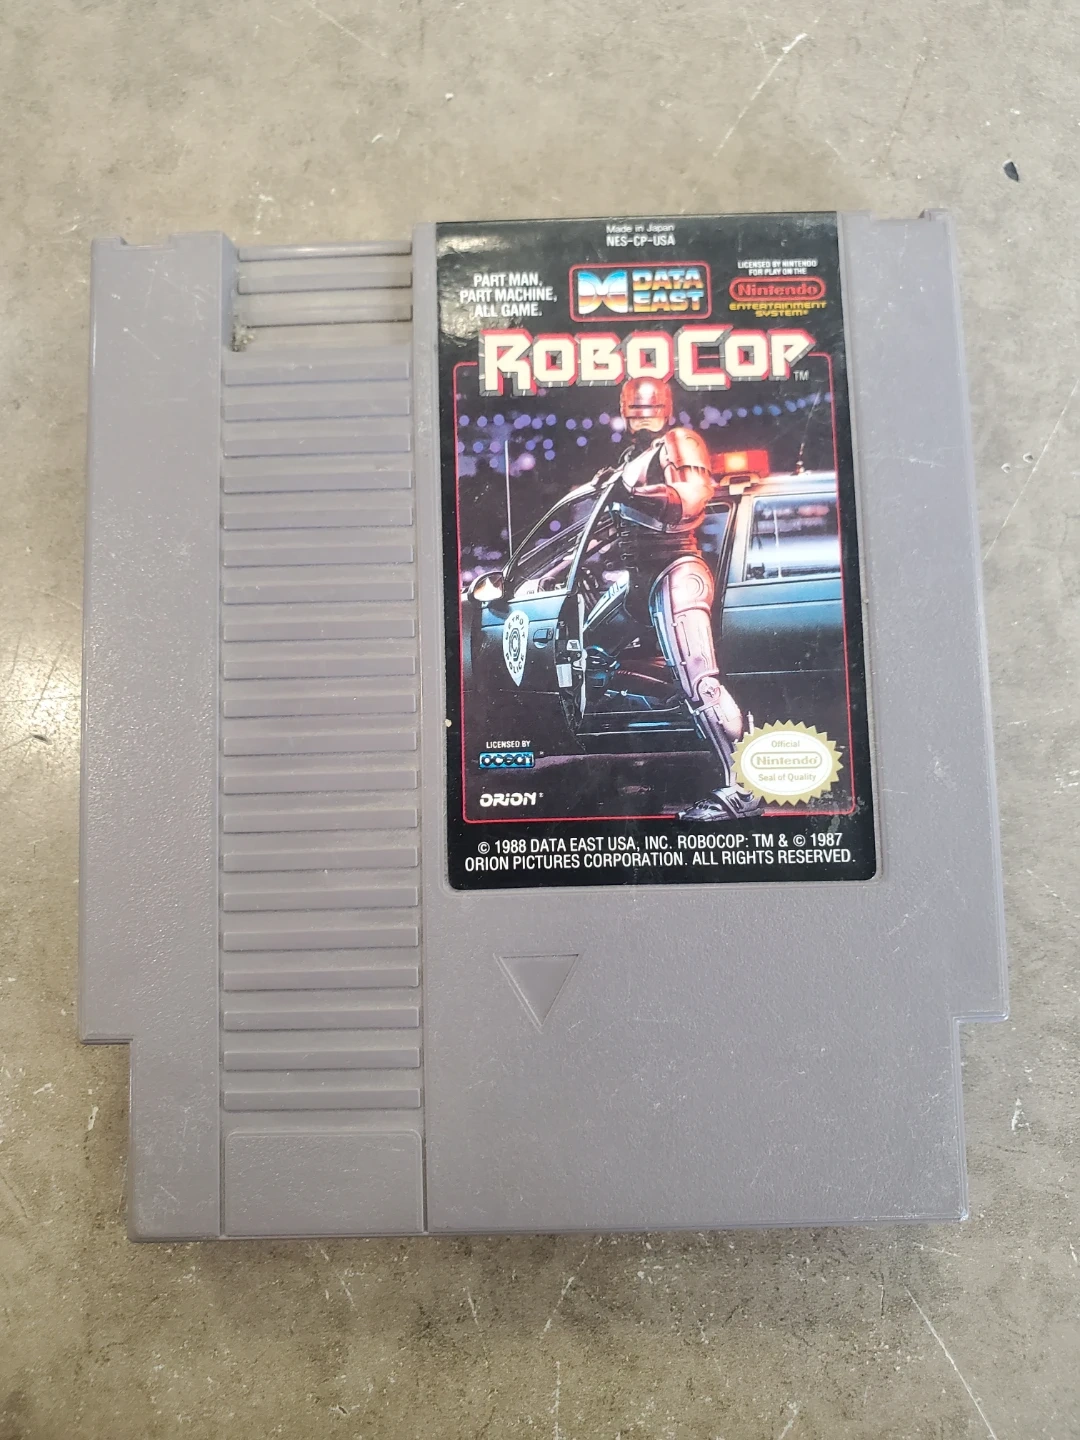 Made in Japan
NES-CP-USA
PART MAN,
PART MACHINE,
ALL GAME.
DATA
EAST
LICENSED BY NINTENDO
FOR PLAY ON THE
Nintendo
ENTERTAINMENT
SYSTEM®
ROBOCOP
TM
DETROIT
POLICE
LICENSED BY
ocean®
ORION®
Official
Nintendo
Seal of Quality
© 1988 DATA EAST USA, INC. ROBOCOP: TM & © 1987
ORION PICTURES CORPORATION. ALL RIGHTS RESERVED.